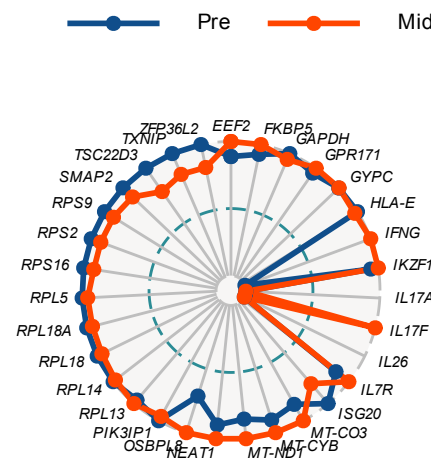 Pre Mid
EEF2
FKBP5
GAPDH
GPR171
GYPC
HLA-E
IFNG
IKZF1
IL17A
IL17F
IL26
IL7R
ISG20
MT-CO3
MT-CYB
MT-ND1
NEAT1
OSBPL8
PIK3IP1
RPL13
RPL14
RPL18
RPL18A
RPL5
RPS16
RPS2
RPS9
SMAP2
TSC22D3
TXNIP
ZFP36L2